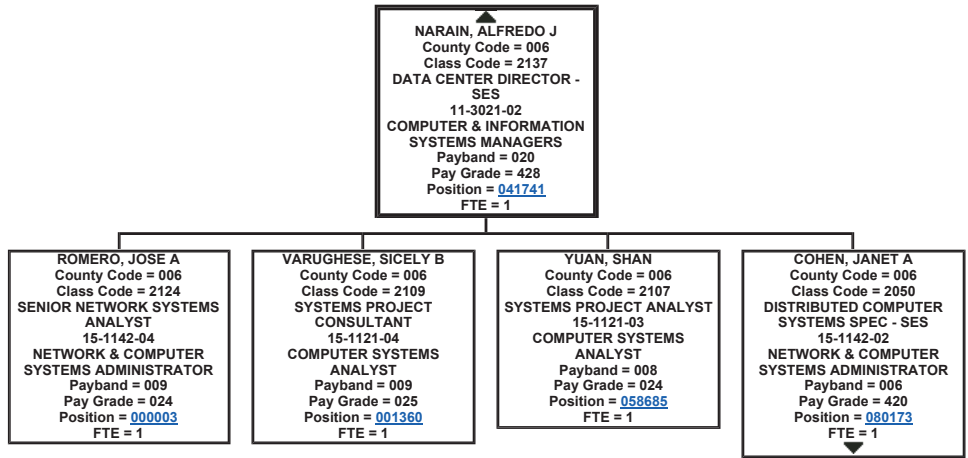 NARAIN, ALFREDO J
County Code = 006
Class Code = 2137
DATA CENTER DIRECTOR -
SES
11-3021-02
COMPUTER & INFORMATION
SYSTEMS MANAGERS
Payband = 020
Pay Grade = 428
Position = 041741
FTE = 1
ROMERO, JOSE A
County Code = 006
Class Code = 2124
SENIOR NETWORK SYSTEMS
ANALYST
15-1142-04
NETWORK & COMPUTER
SYSTEMS ADMINISTRATOR
Payband = 009
Pay Grade = 024
Position = 000003
FTE = 1
VARUGHESE, SICELY B
County Code = 006
Class Code = 2109
SYSTEMS PROJECT
CONSULTANT
15-1121-04
COMPUTER SYSTEMS
ANALYST
Payband = 009
Pay Grade = 025
Position = 001360
FTE = 1
YUAN, SHAN
County Code = 006
Class Code = 2107
SYSTEMS PROJECT ANALYST
15-1121-03
COMPUTER SYSTEMS
ANALYST
Payband = 008
Pay Grade = 024
Position = 058685
FTE = 1
COHEN, JANET A
County Code = 006
Class Code = 2050
DISTRIBUTED COMPUTER
SYSTEMS SPEC - SES
15-1142-02
NETWORK & COMPUTER
SYSTEMS ADMINISTRATOR
Payband = 006
Pay Grade = 420
Position = 080173
FTE = 1